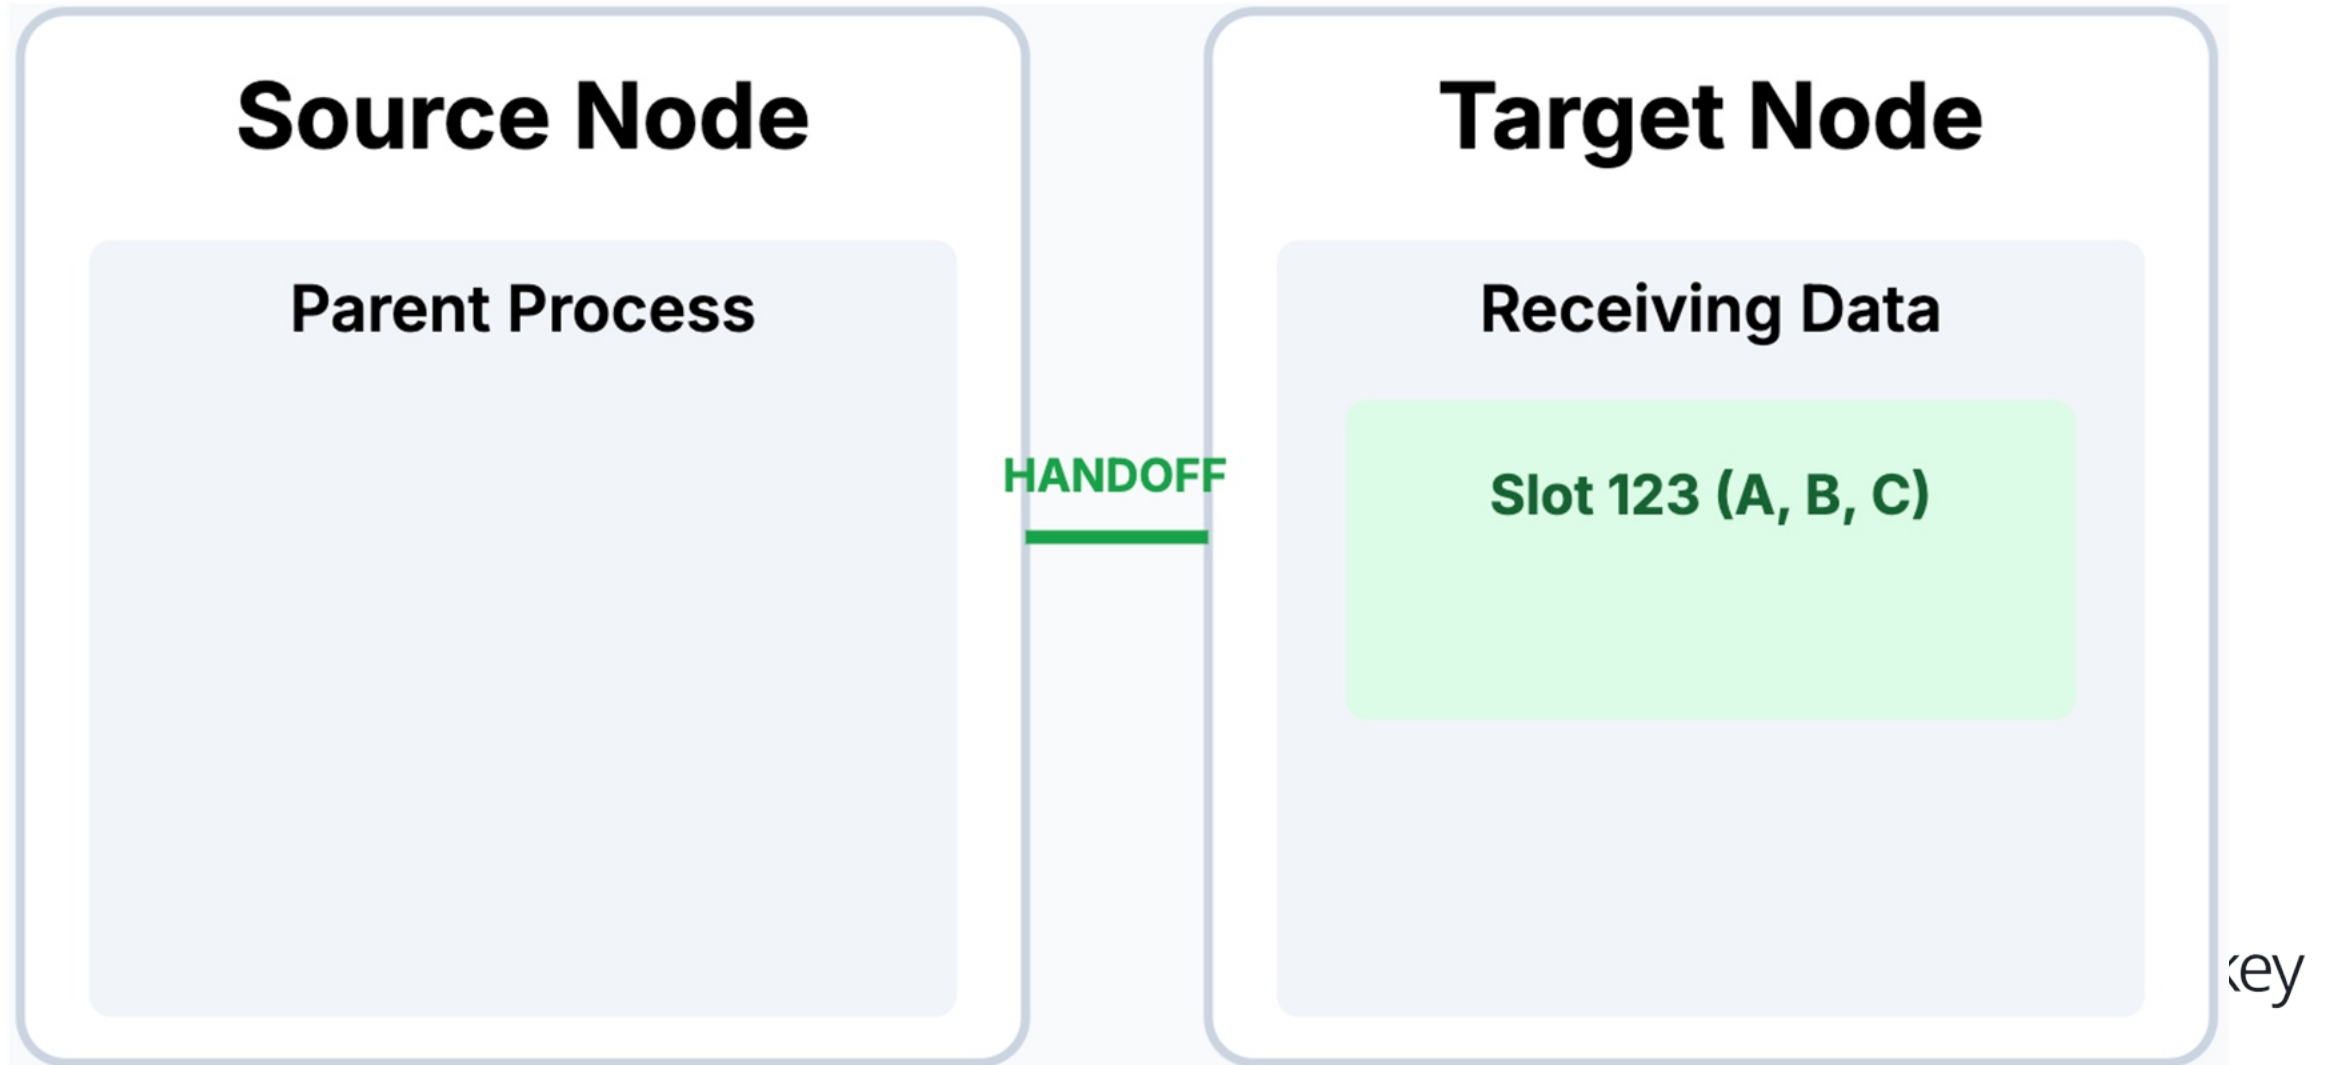 Source Node
Parent Process
HANDOFF
Target Node
Receiving Data
Slot 123 (A, B, C)